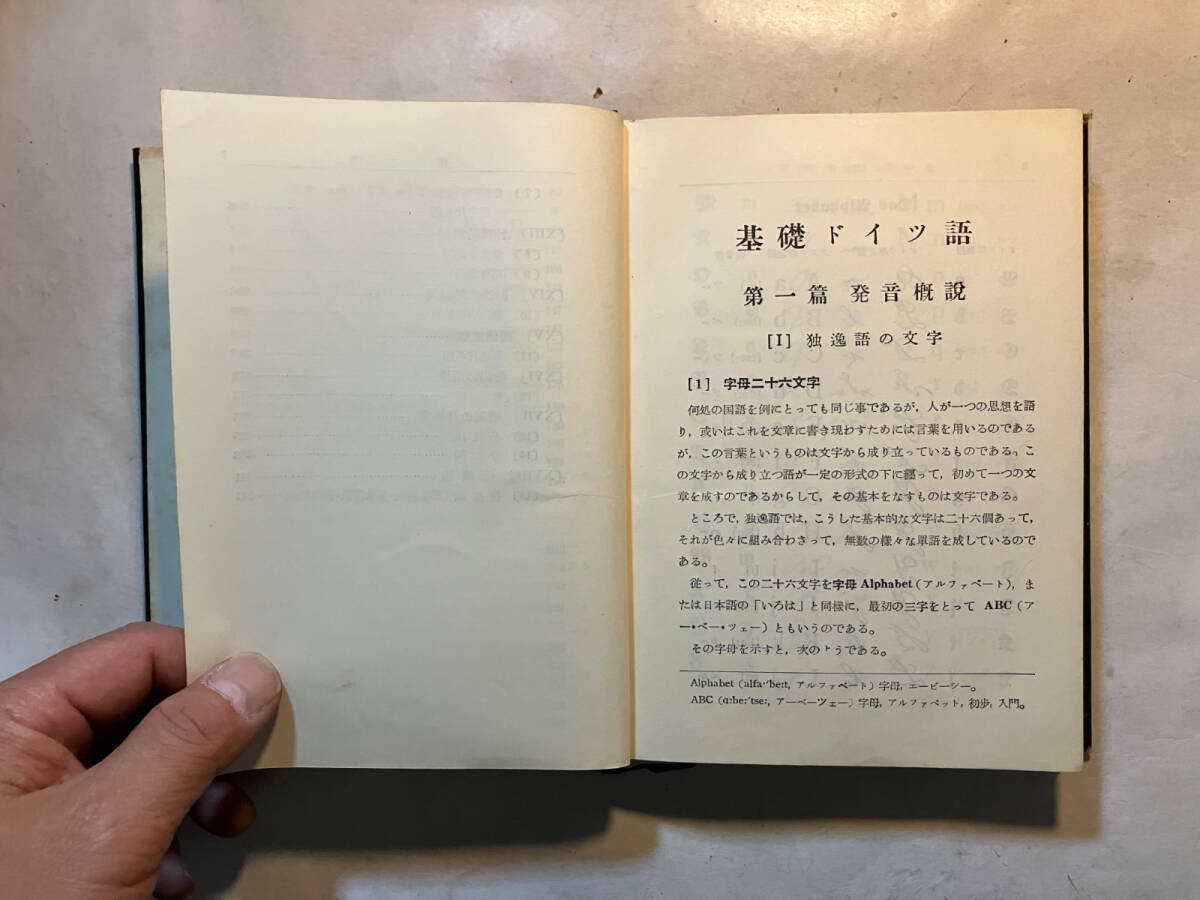 基礎ドイツ語
第一篇 発音概説
[I] 独逸語の文字
[1] 字母二十六文字
何処の国語を例にとっても同じ事であるが，人が一つの思想を語
り，或いはこれを文章に書き現わすためには言葉を用いるのである
が，この言葉というものは文字から成り立っているものである。こ
の文字から成り立つ語が一定の形式の下に纒って，初めて一つの文
章を成すのであるからして，その基本をなすものは文字である。
ところで，独逸語では，こうした基本的な文字は二十六個あって，
それが色々に組み合わさって，無数の様々な単語を成しているので
ある。
従って，この二十六文字を字母 Alphabet (アルファベート)，ま
たは日本語の「いろは」と同様に，最初の三字をとって ABC (ア
ー・ベー・ツェー) ともいうのである。
その字母を示すと，次のようである。
Alphabet (alfaˑˈbeːt, アルファベート) 字母，エービーシー。
ABC (ɑːbeːˈtseː, アーベーツェー) 字母，アルファベット，初歩，入門。